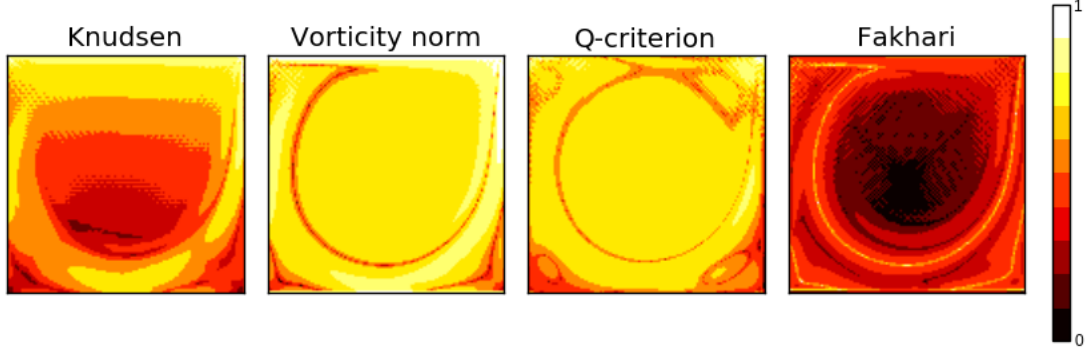 Knudsen
Vorticity norm
Q-criterion
Fakhari
1
0